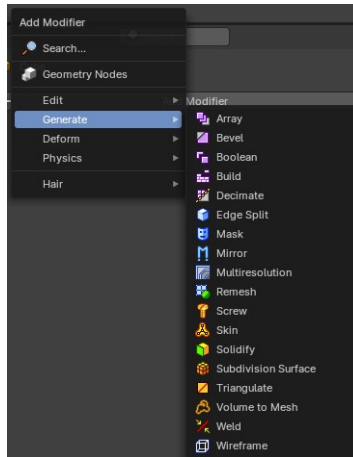 Add Modifier
Search...
Geometry Nodes
Edit
Modifier
Generate
Array
Deform
Bevel
Physics
Boolean
Build
Hair
Decimate
Edge Split
Mask
Mirror
Multiresolution
Remesh
Screw
Skin
Solidify
Subdivision Surface
Triangulate
Volume to Mesh
Weld
Wireframe